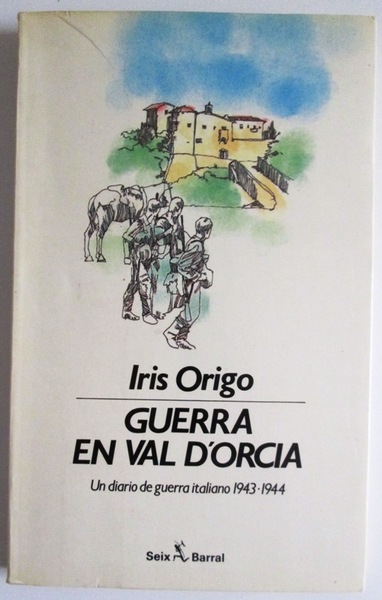 Iris Origo
GUERRA
EN VAL D'ORCIA
Un diario de guerra italiano 1943-1944
Seix Barral